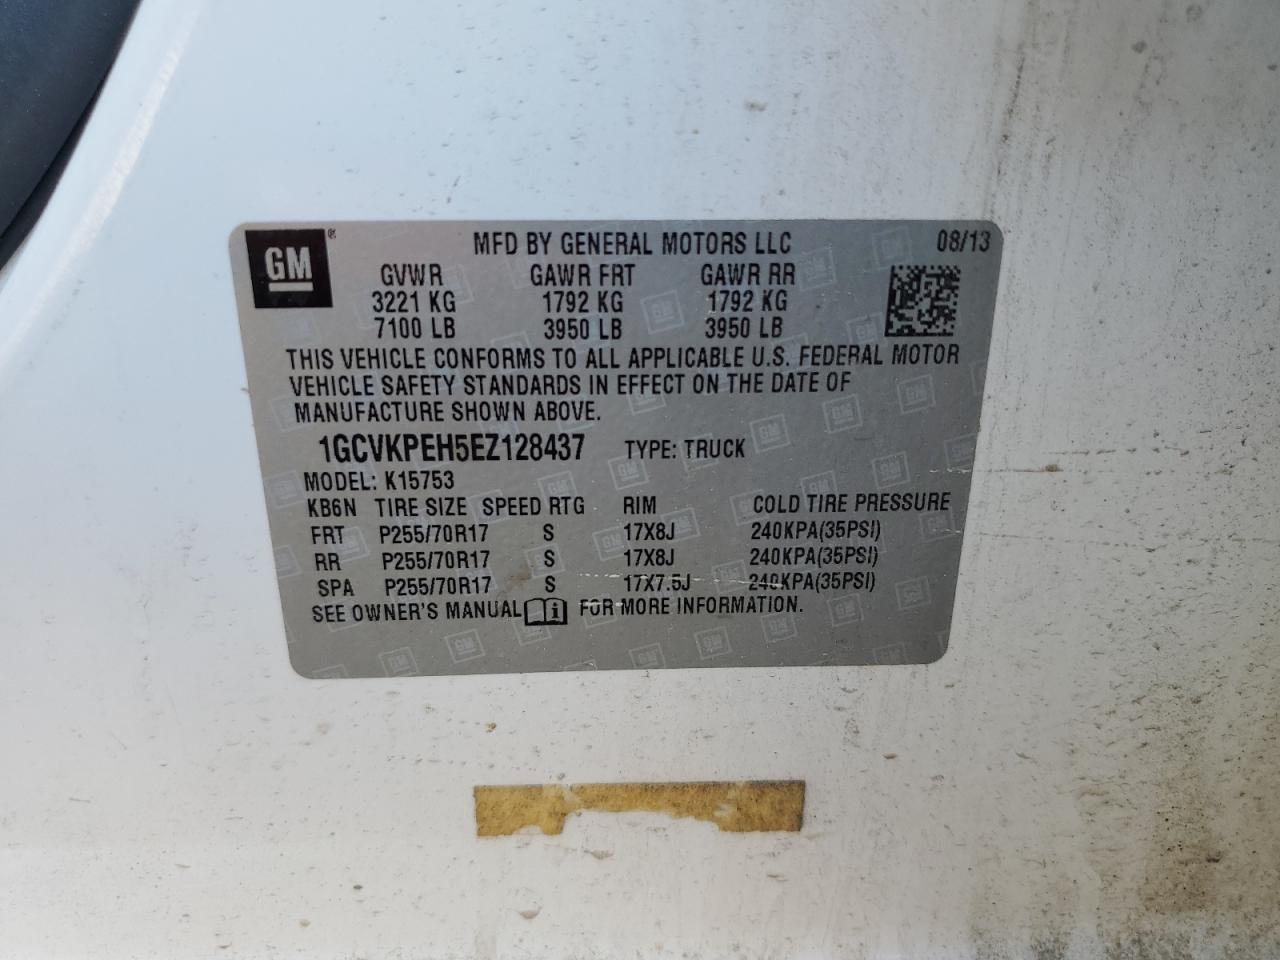 GM ® MFD BY GENERAL MOTORS LLC 08/13
GVWR GAWR FRT GAWR RR
3221 KG 1792 KG 1792 KG
7100 LB 3950 LB 3950 LB
THIS VEHICLE CONFORMS TO ALL APPLICABLE U.S. FEDERAL MOTOR
VEHICLE SAFETY STANDARDS IN EFFECT ON THE DATE OF
MANUFACTURE SHOWN ABOVE.
1GCVKPEH5EZ128437 TYPE: TRUCK
MODEL: K15753
KB6N TIRE SIZE SPEED RTG RIM COLD TIRE PRESSURE
FRT P255/70R17 S 17X8J 240KPA(35PSI)
RR P255/70R17 S 17X8J 240KPA(35PSI)
SPA P255/70R17 S 17X7.5J 240KPA(35PSI)
SEE OWNER'S MANUAL i FOR MORE INFORMATION.